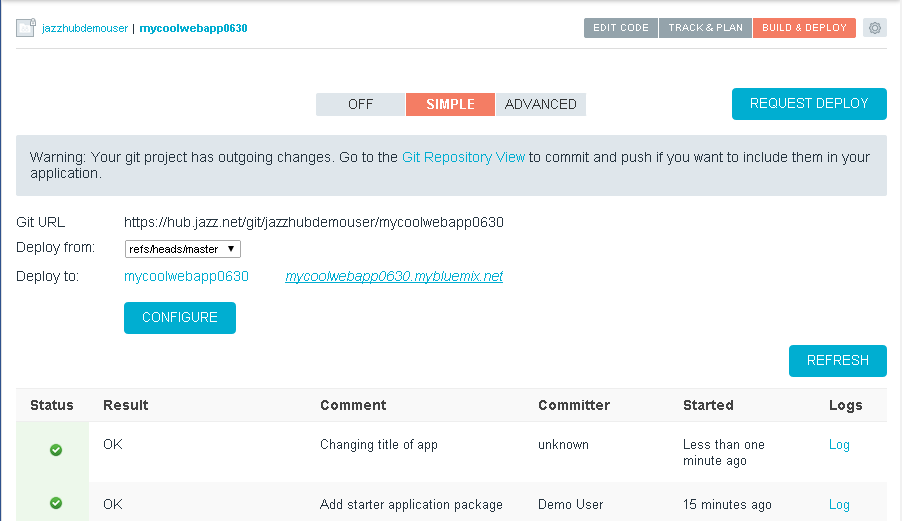 jazzhubdemouser | mycoolwebapp0630
EDIT CODE TRACK & PLAN BUILD & DEPLOY
OFF SIMPLE ADVANCED REQUEST DEPLOY
Warning: Your git project has outgoing changes. Go to the Git Repository View to commit and push if you want to include them in your
application.
Git URL https://hub.jazz.net/git/jazzhubdemouser/mycoolwebapp0630
Deploy from: refs/heads/master
Deploy to: mycoolwebapp0630 mycoolwebapp0630.mybluemix.net
CONFIGURE
REFRESH
Status Result Comment Committer Started Logs
OK Changing title of app unknown Less than one Log
minute ago
OK Add starter application package Demo User 15 minutes ago Log